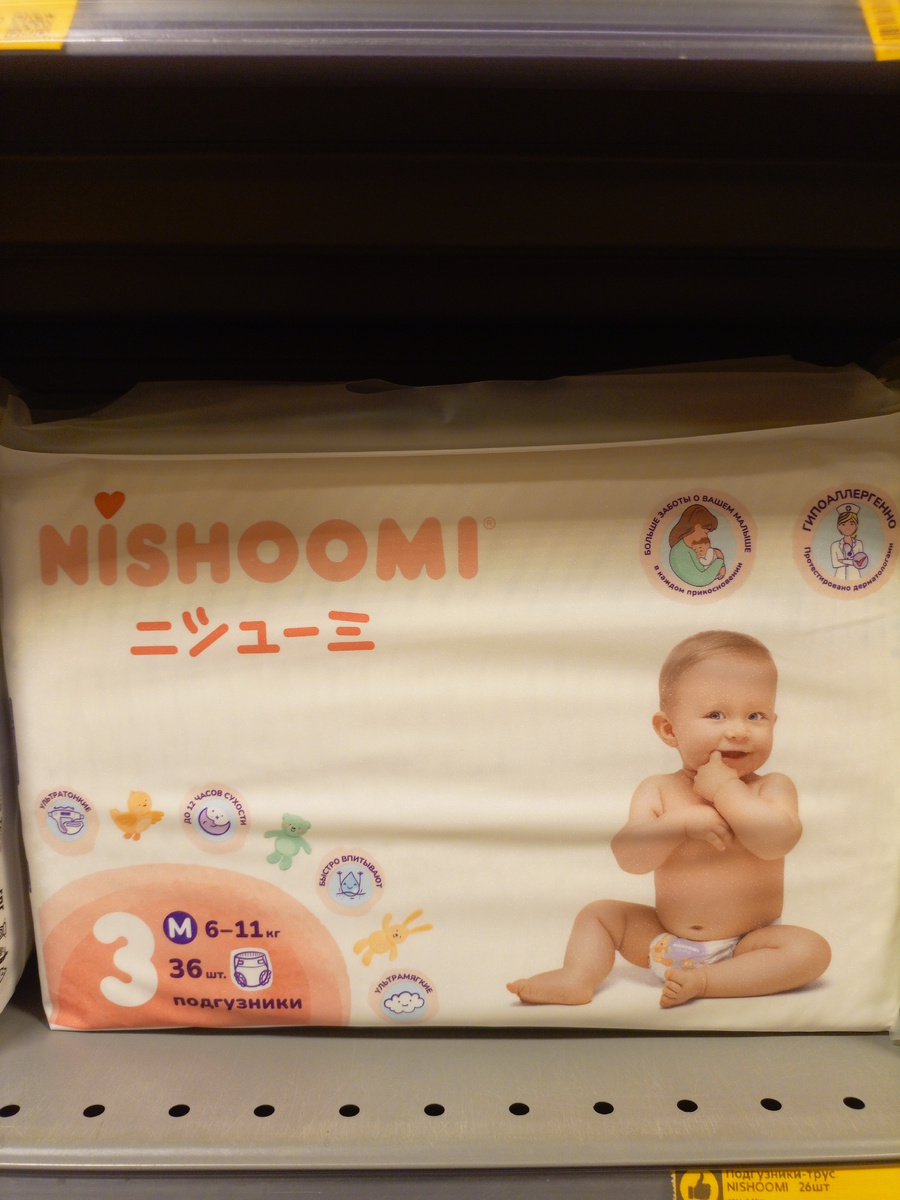 NiSHOOMI®
ニシューミ
БОЛЬШЕ ЗАБОТЫ О ВАШЕМ МАЛЫШЕ
в каждом прикосновении
ГИПОАЛЛЕРГЕННО
Протестировано дерматологами
УЛЬТРАТОНКИЕ
ДО 12 ЧАСОВ СУХОСТИ
БЫСТРО ВПИТЫВАЮТ
УЛЬТРАМЯГКИЕ
3
M 6–11 кг
36 шт.
подгузники
Подгузники-трус
NISHOOMI 26шт